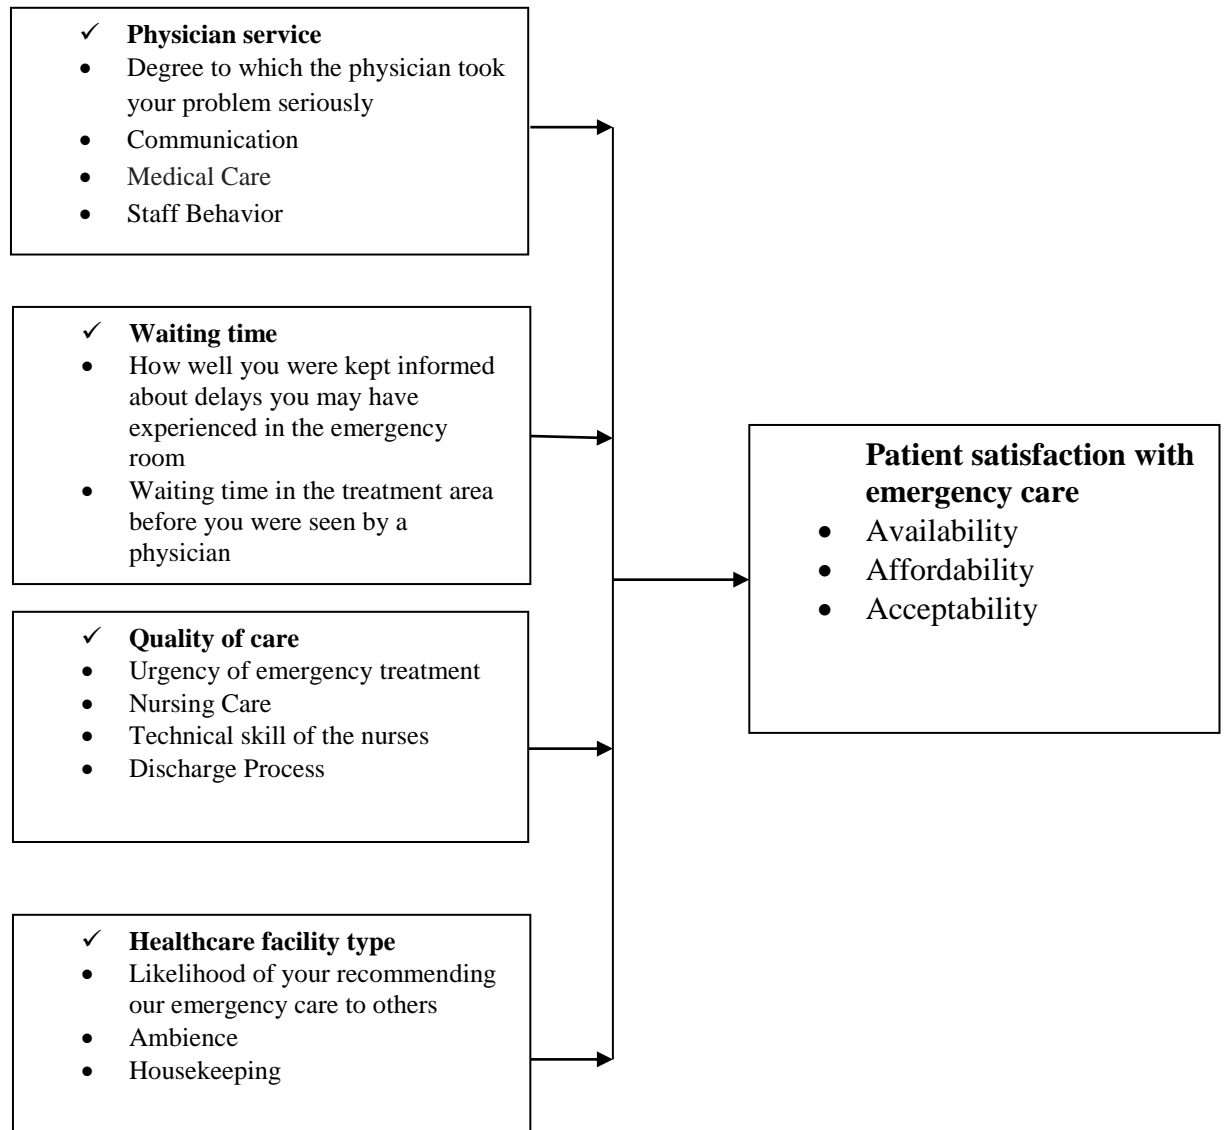 ✓ Physician service
• Degree to which the physician took
your problem seriously
• Communication
• Medical Care
• Staff Behavior
✓ Waiting time
• How well you were kept informed
about delays you may have
experienced in the emergency
room
• Waiting time in the treatment area
before you were seen by a
physician
✓ Quality of care
• Urgency of emergency treatment
• Nursing Care
• Technical skill of the nurses
• Discharge Process
✓ Healthcare facility type
• Likelihood of your recommending
our emergency care to others
• Ambience
• Housekeeping
Patient satisfaction with
emergency care
• Availability
• Affordability
• Acceptability